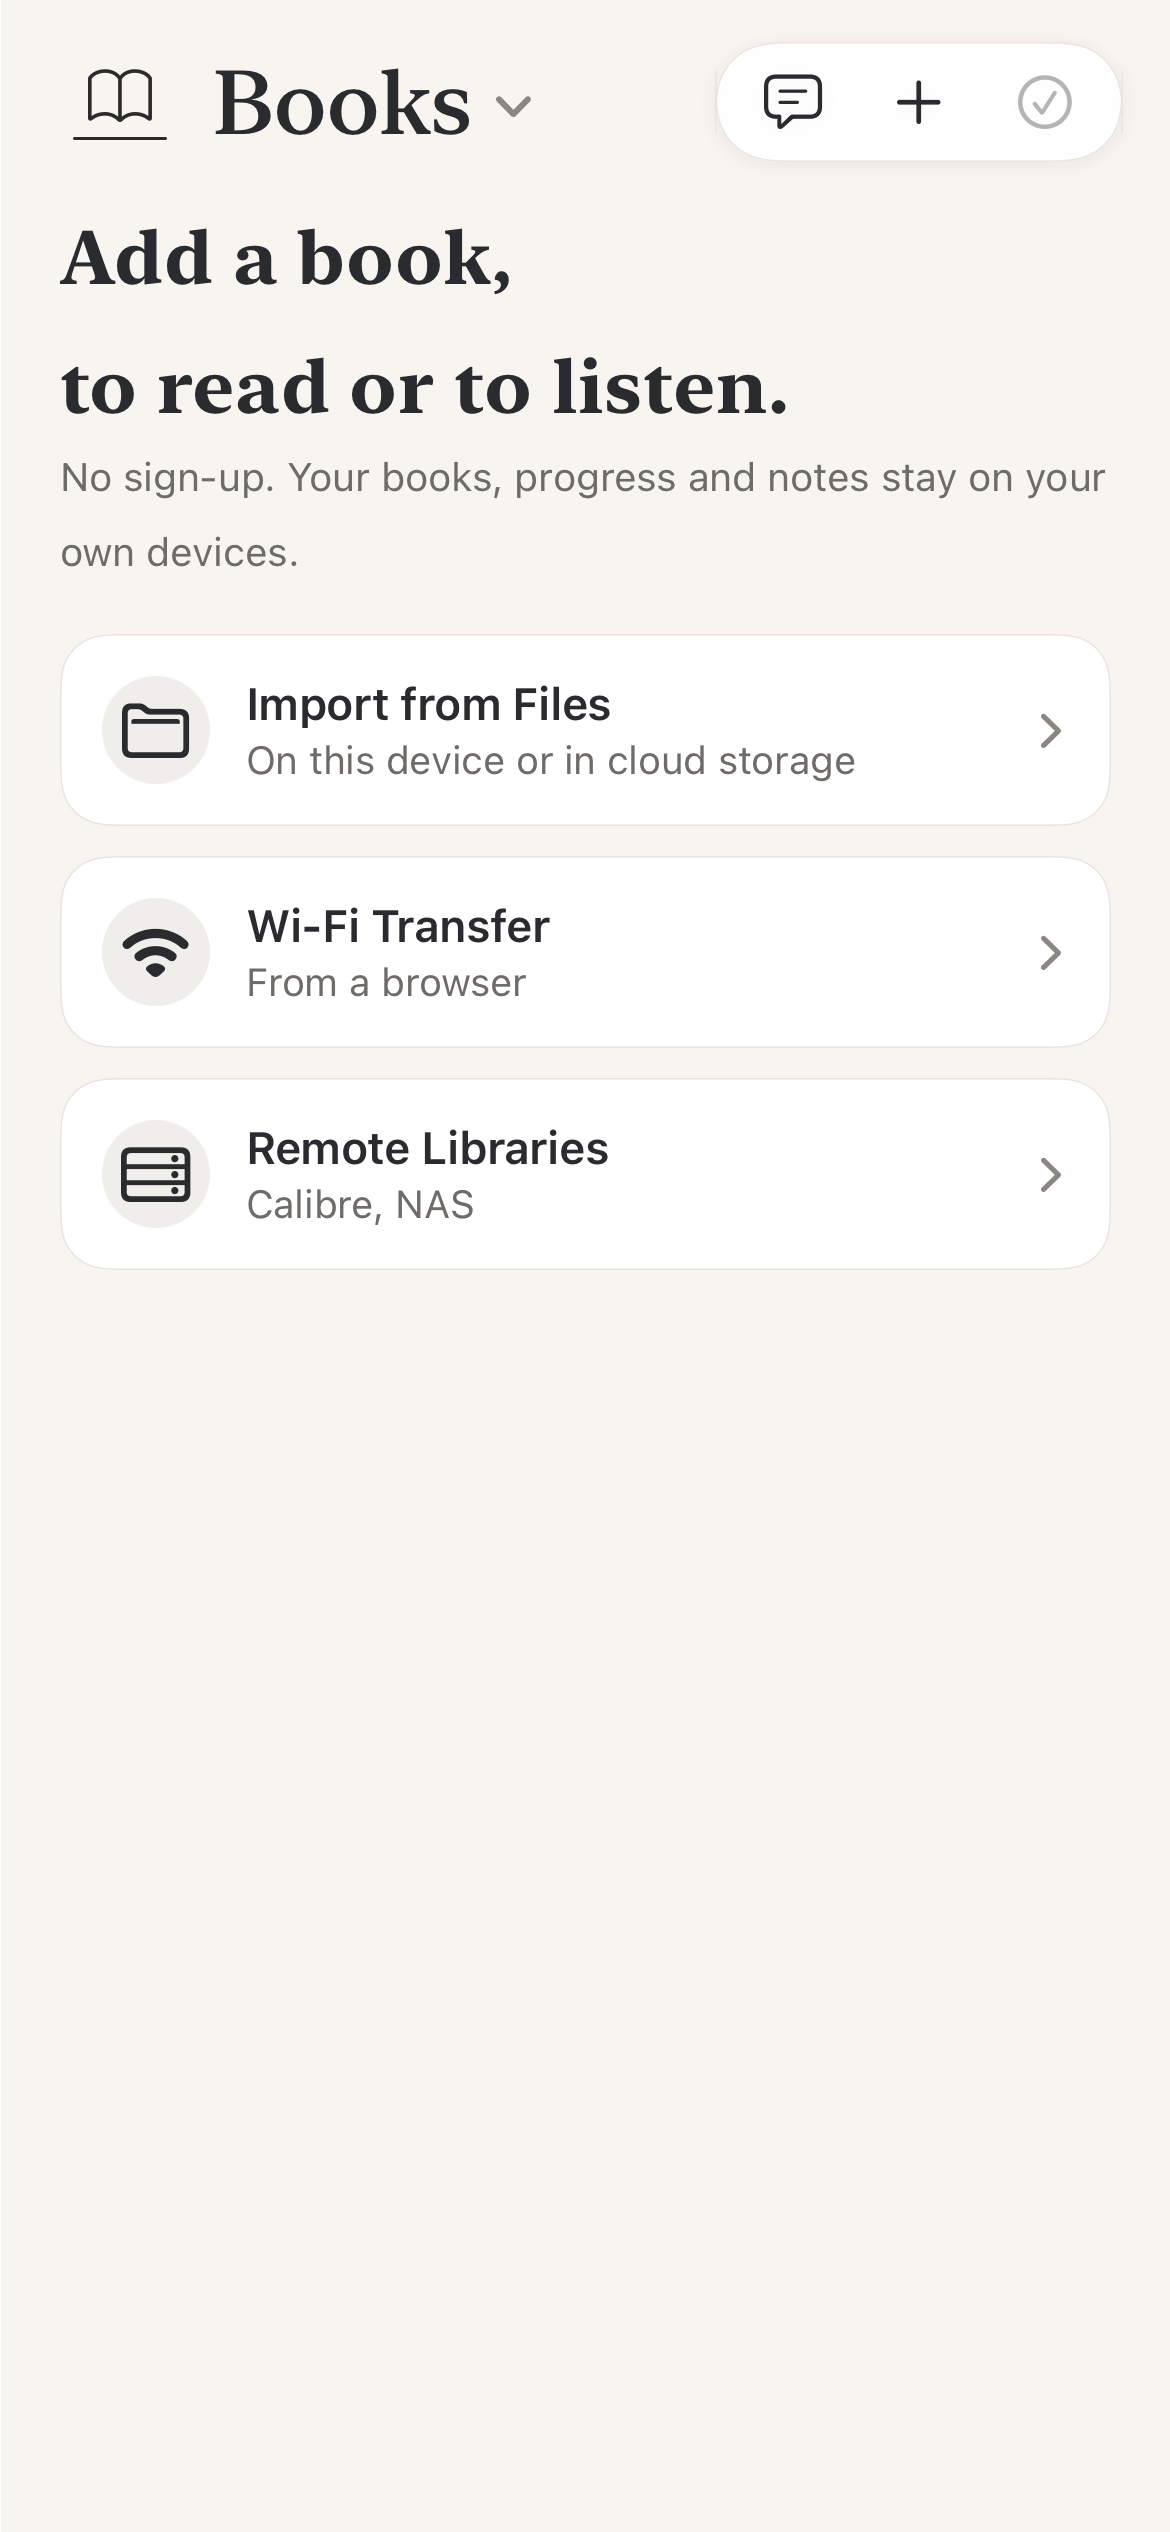 Books
Add a book,
to read or to listen.
No sign-up. Your books, progress and notes stay on your
own devices.
Import from Files
On this device or in cloud storage
Wi-Fi Transfer
From a browser
Remote Libraries
Calibre, NAS